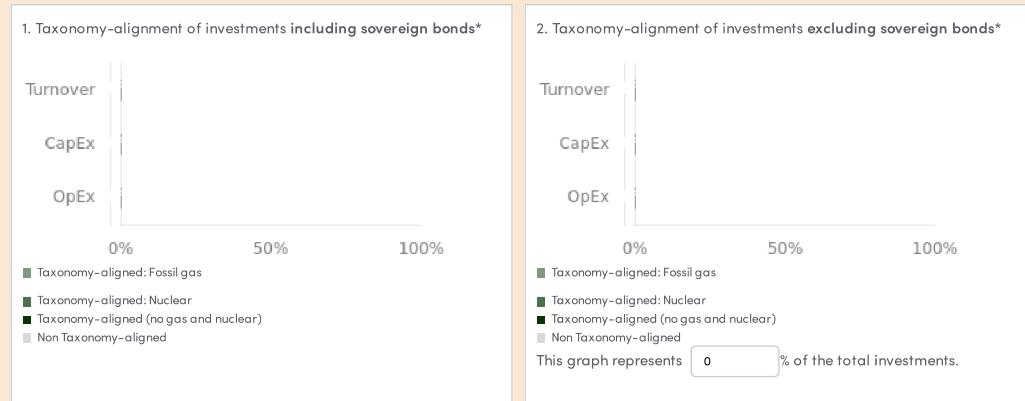 1. Taxonomy-alignment of investments including sovereign bonds*
Turnover
CapEx
OpEx
0% 50% 100%
Taxonomy-aligned: Fossil gas
Taxonomy-aligned: Nuclear
Taxonomy-aligned (no gas and nuclear)
Non Taxonomy-aligned
2. Taxonomy-alignment of investments excluding sovereign bonds*
Turnover
CapEx
OpEx
0% 50% 100%
Taxonomy-aligned: Fossil gas
Taxonomy-aligned: Nuclear
Taxonomy-aligned (no gas and nuclear)
Non Taxonomy-aligned
This graph represents 0 % of the total investments.